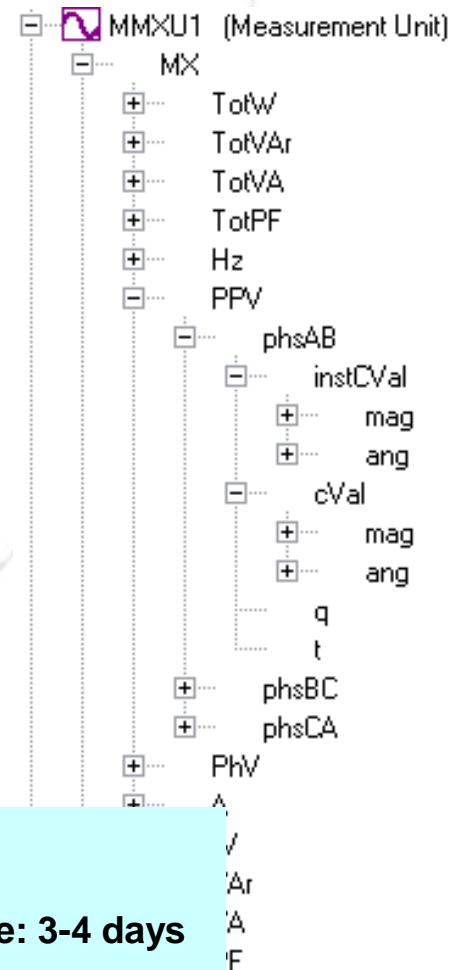 MMXU1 (Measurement Unit)
MX
TotW
TotVAr
TotVA
TotPF
Hz
PPV
phsAB
instCVal
mag
ang
cVal
mag
ang
q
t
phsBC
phsCA
PhV
3-4 days